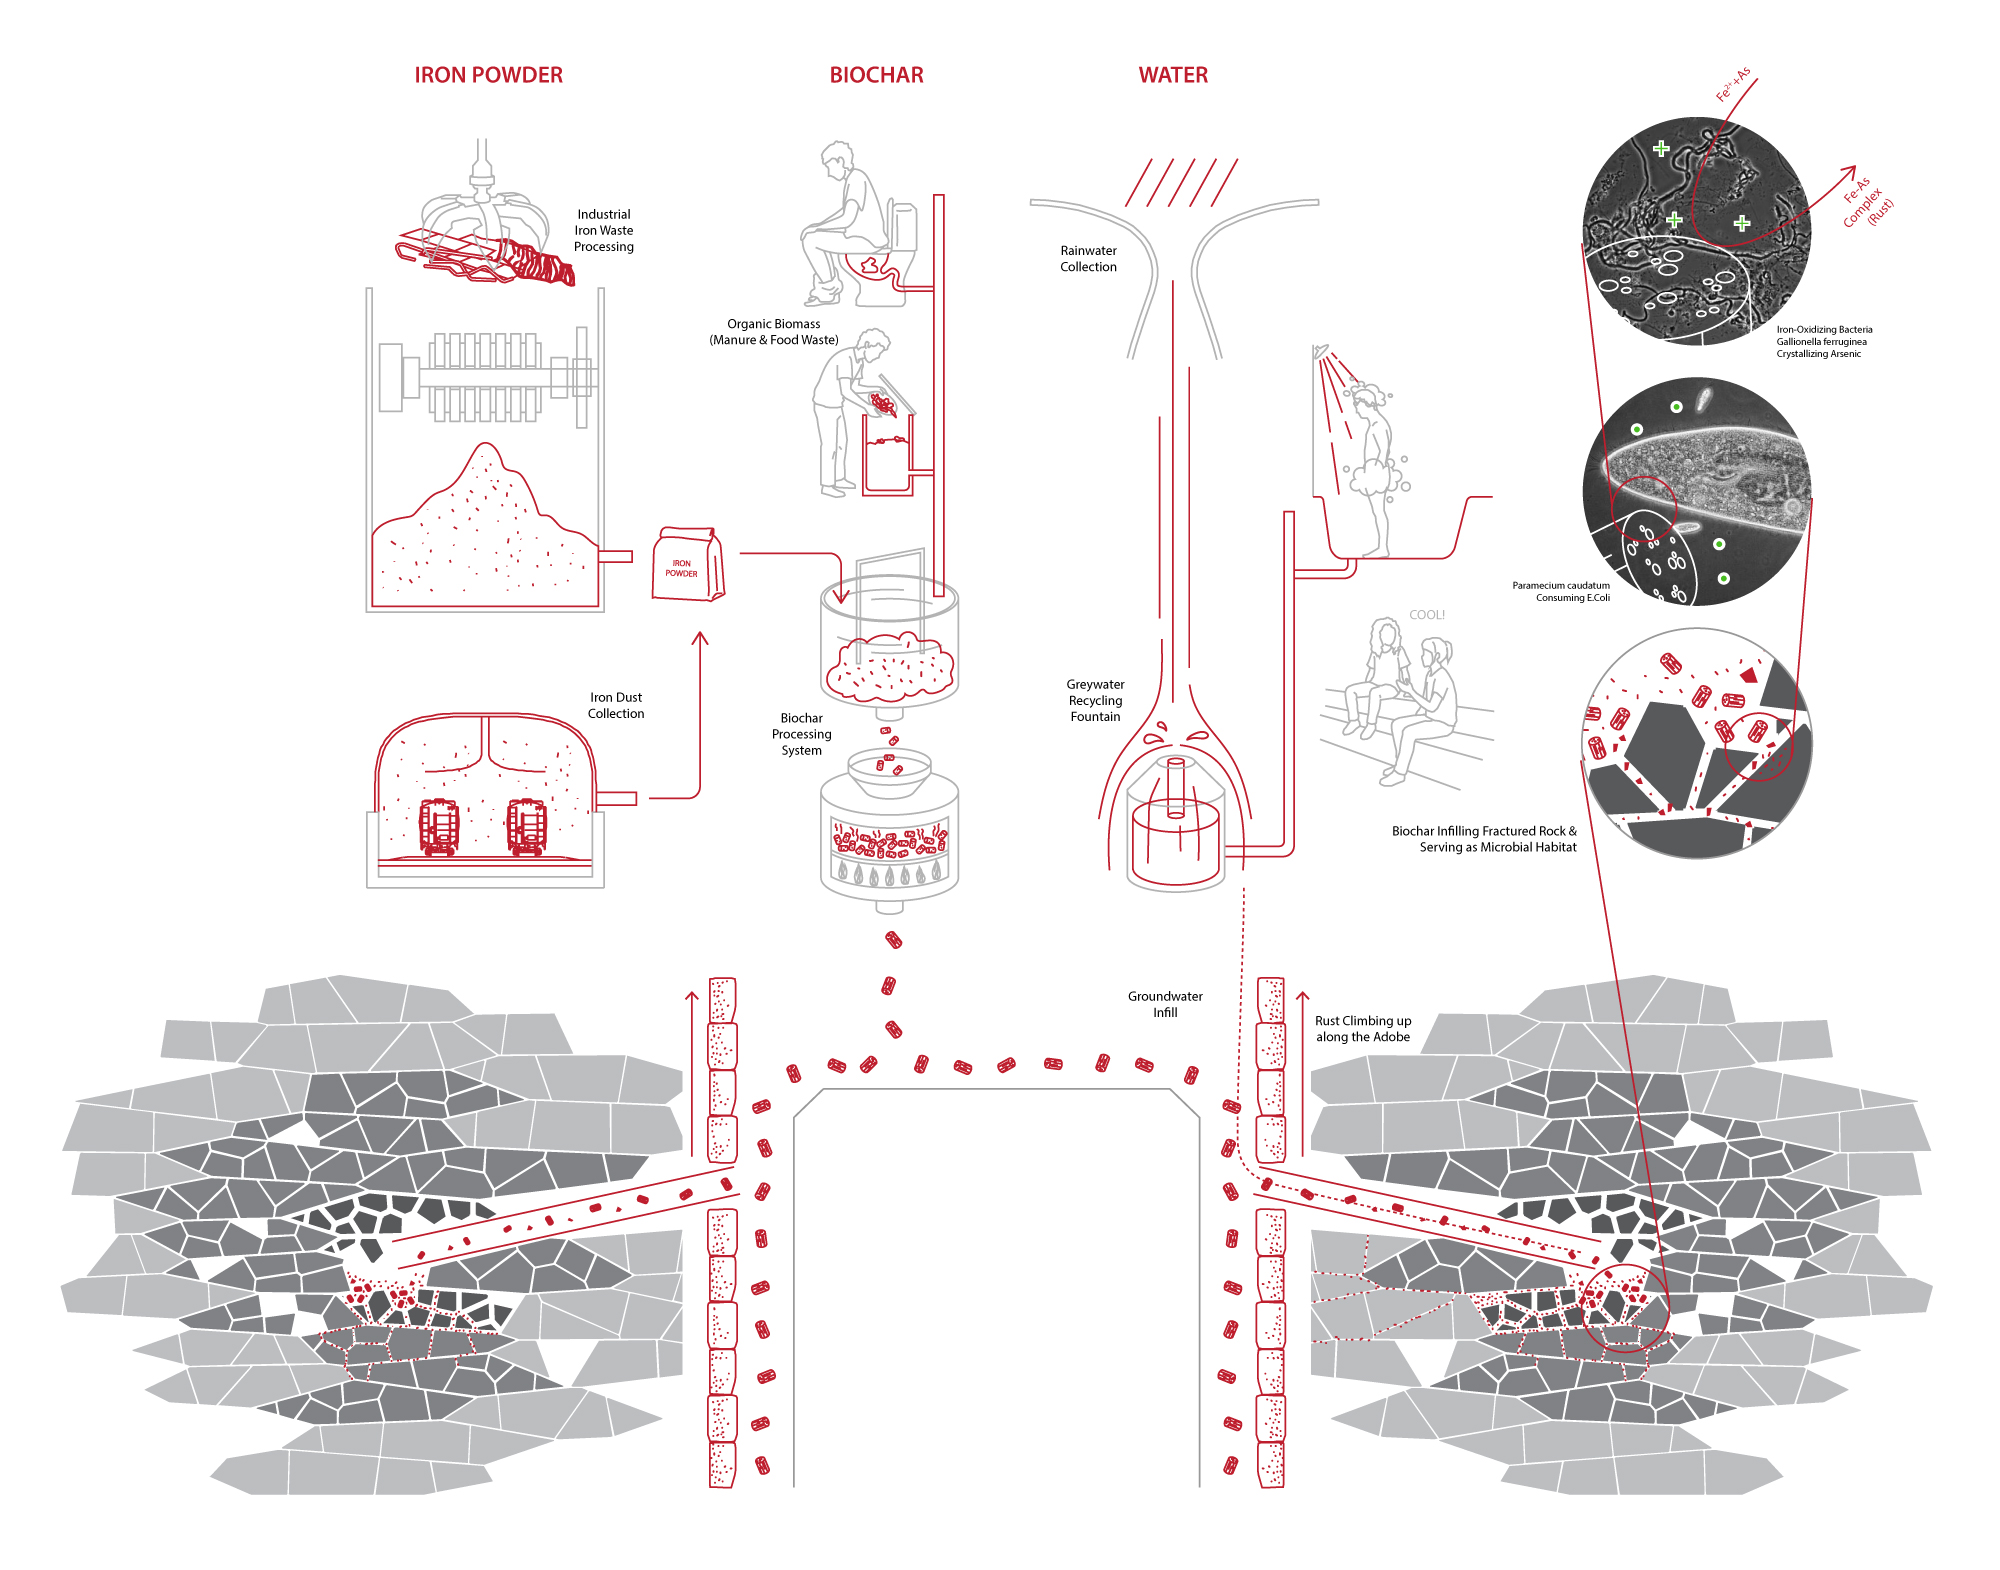 IRON POWDER
BIOCHAR
WATER
Industrial
Iron Waste
Processing
IRON
POWDER
Iron Dust
Collection
Organic Biomass
(Manure & Food Waste)
Biochar
Processing
System
Rainwater
Collection
Greywater
Recycling
Fountain
COOL!
Groundwater
Infill
Rust Climbing up
along the Adobe
Fe²⁺+As
Fe-As
Complex
(Rust)
Iron-Oxidizing Bacteria
Gallionella ferruginea
Crystallizing Arsenic
Paramecium caudatum
Consuming E.Coli
Biochar Infilling Fractured Rock &
Serving as Microbial Habitat